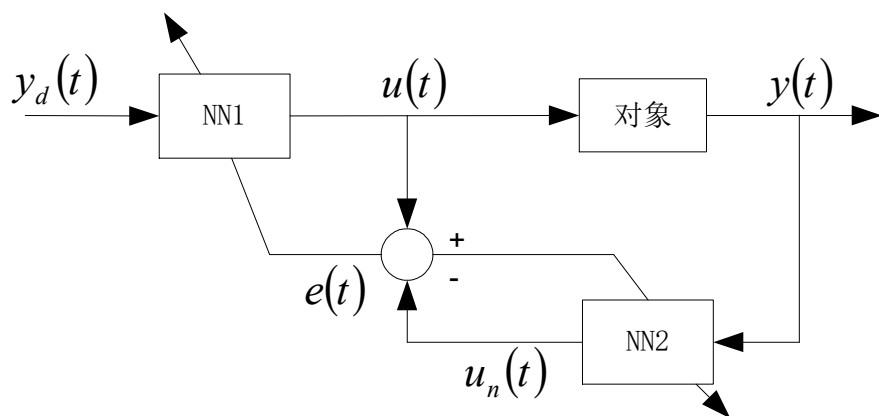 y_d(t)
NN1
u(t)
对象
y(t)
+
-
e(t)
u_n(t)
NN2